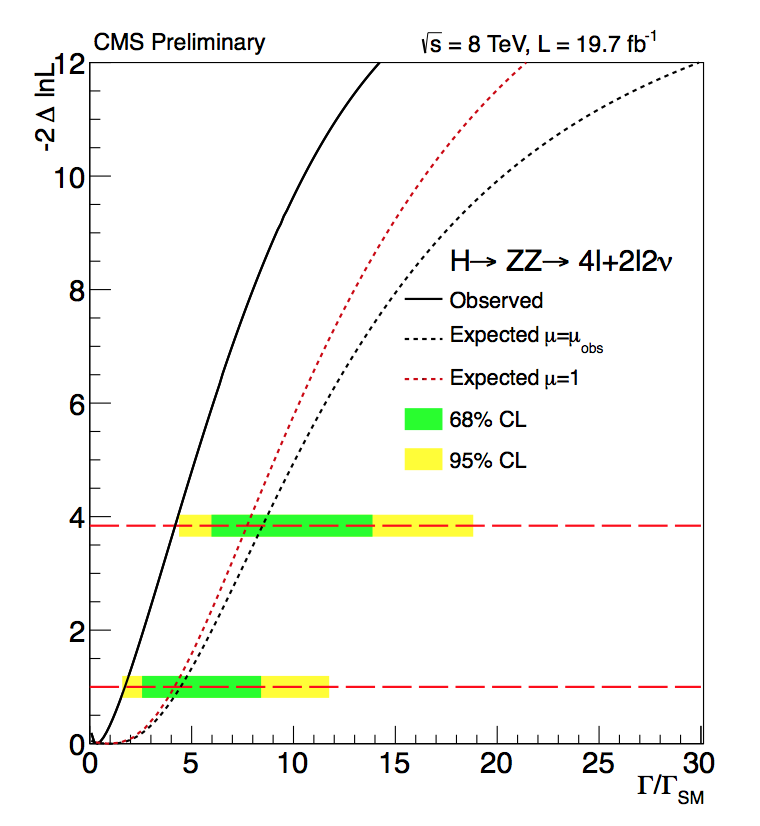 CMS Preliminary
√s = 8 TeV, L = 19.7 fb⁻¹
-2 Δ lnL
12
10
8
6
4
2
0
H→ ZZ→ 4l+2l2ν
Observed
Expected μ=μobs
Expected μ=1
68% CL
95% CL
0 5 10 15 20 25 30
Γ/ΓSM